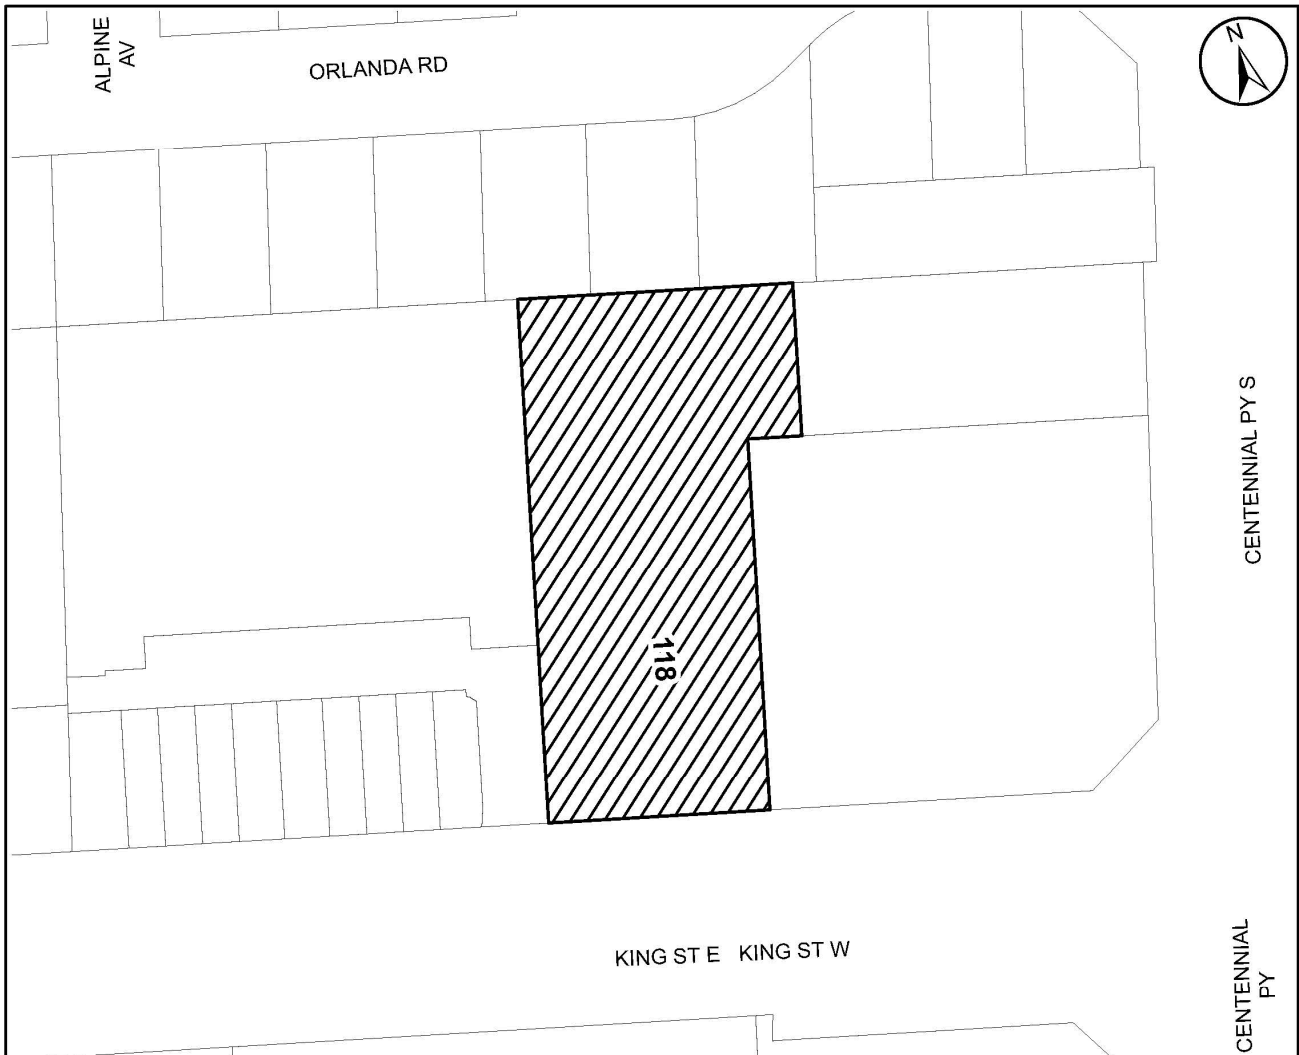 ALPINE
AV
ORLANDA RD
N
CENTENNIAL PY S
118
KING ST E KING ST W
CENTENNIAL
PY